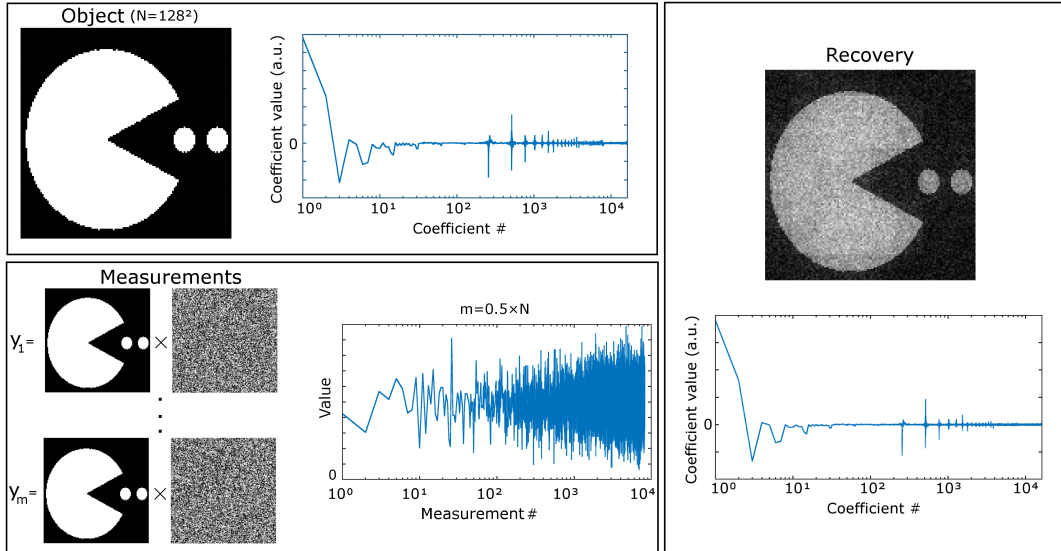 Object (N=128²)
Coefficient value (a.u.)
0
10⁰ 10¹ 10² 10³ 10⁴
Coefficient #
Measurements
y₁= ×
⋮
yₘ= ×
m=0.5×N
Value
0
10⁰ 10¹ 10² 10³ 10⁴
Measurement #
Recovery
Coefficient value (a.u.)
0
10⁰ 10¹ 10² 10³ 10⁴
Coefficient #